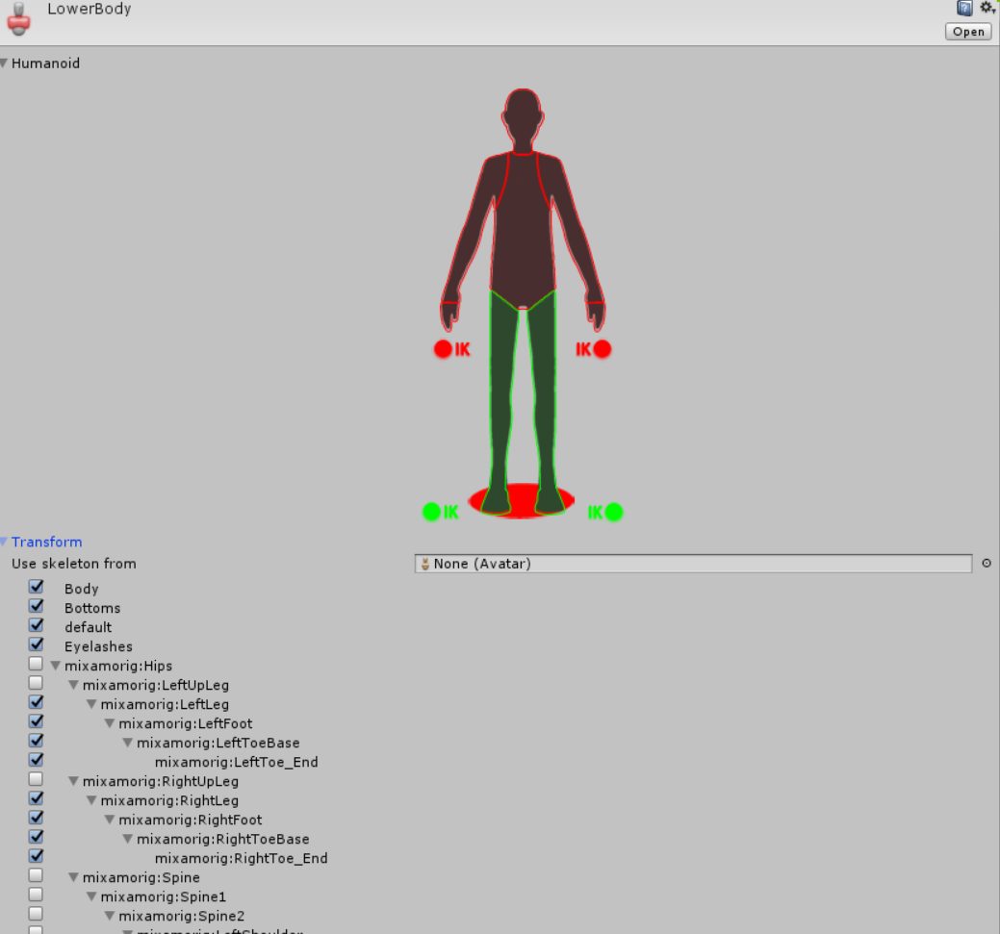 LowerBody
Open
Humanoid
IK IK
IK IK
Transform
Use skeleton from None (Avatar)
Body
Bottoms
default
Eyelashes
mixamorig:Hips
mixamorig:LeftUpLeg
mixamorig:LeftLeg
mixamorig:LeftFoot
mixamorig:LeftToeBase
mixamorig:LeftToe_End
mixamorig:RightUpLeg
mixamorig:RightLeg
mixamorig:RightFoot
mixamorig:RightToeBase
mixamorig:RightToe_End
mixamorig:Spine
mixamorig:Spine1
mixamorig:Spine2
mixamorig:LeftShoulder